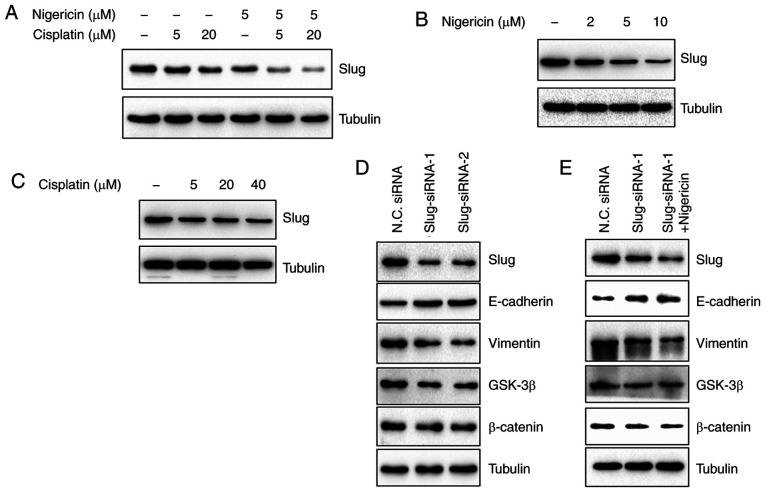 A
Nigericin (μM) – – – 5 5 5
Cisplatin (μM) – 5 20 – 5 20
Slug
Tubulin
B
Nigericin (μM) – 2 5 10
Slug
Tubulin
C
Cisplatin (μM) – 5 20 40
Slug
Tubulin
D
N.C. siRNA
Slug-siRNA-1
Slug-siRNA-2
Slug
E-cadherin
Vimentin
GSK-3β
β-catenin
Tubulin
E
N.C. siRNA
Slug-siRNA-1
Slug-siRNA-1
+Nigericin
Slug
E-cadherin
Vimentin
GSK-3β
β-catenin
Tubulin